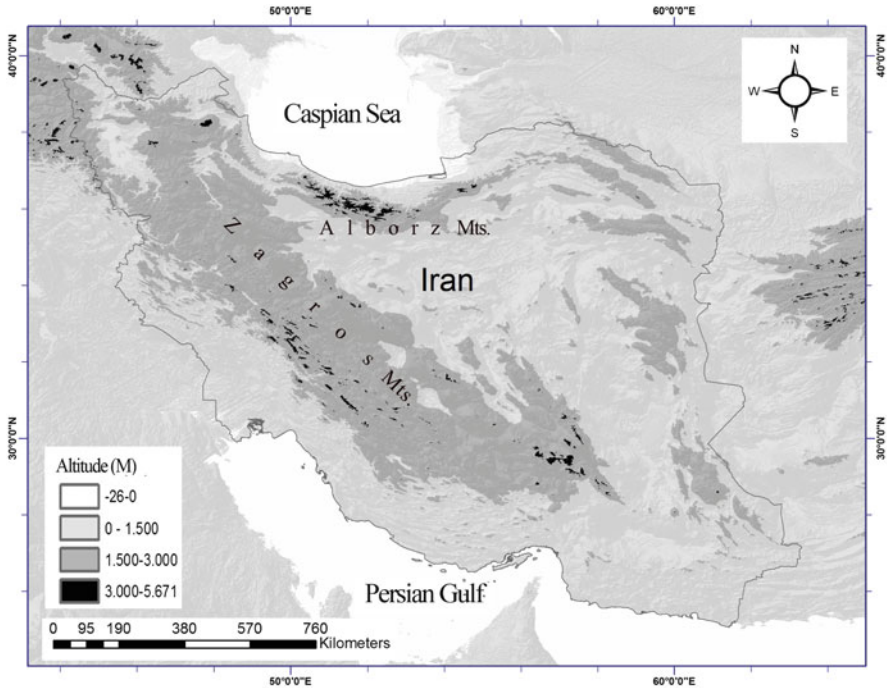 50°0'0"E
60°0'0"E
40°0'0"N
40°0'0"N
N
W
E
S
Caspian Sea
Alborz Mts.
Zagros Mts.
Iran
30°0'0"N
30°0'0"N
Altitude (M)
-26-0
0 - 1.500
1.500-3.000
3.000-5.671
Persian Gulf
0 95 190 380 570 760
Kilometers
50°0'0"E
60°0'0"E